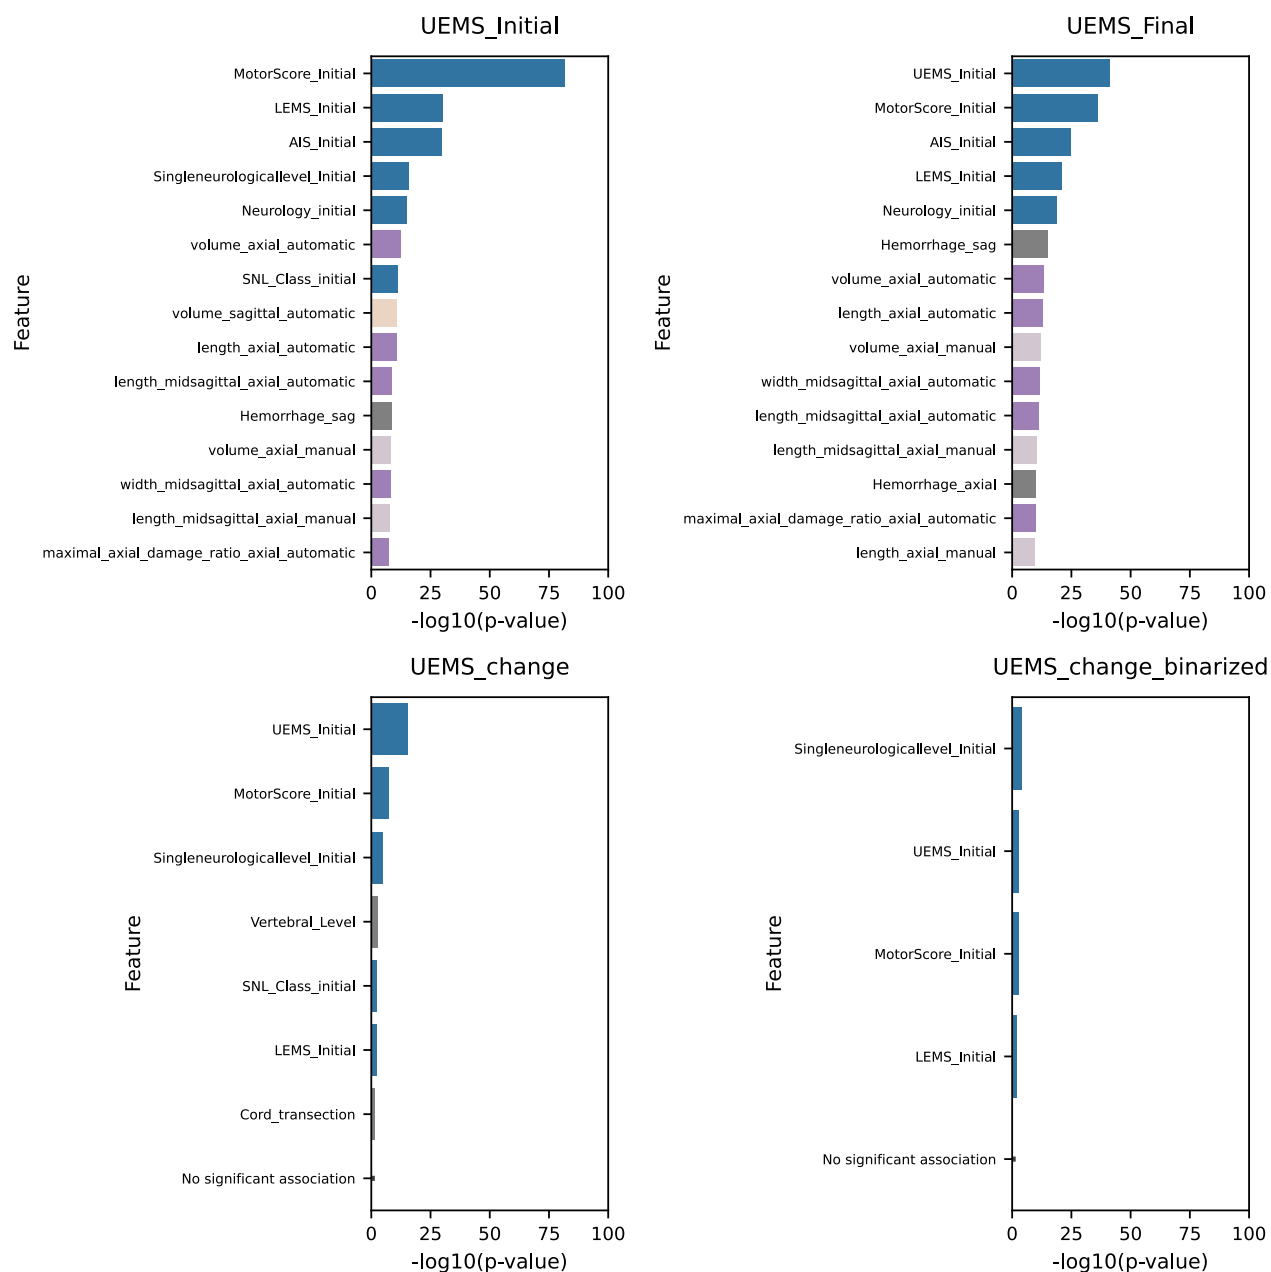 UEMS_Initial
Feature
MotorScore_Initial
LEMS_Initial
AIS_Initial
Singleneurologicallevel_Initial
Neurology_initial
volume_axial_automatic
SNL_Class_initial
volume_sagittal_automatic
length_axial_automatic
length_midsagittal_axial_automatic
Hemorrhage_sag
volume_axial_manual
width_midsagittal_axial_automatic
length_midsagittal_axial_manual
maximal_axial_damage_ratio_axial_automatic
0 25 50 75 100
-log10(p-value)
UEMS_Final
Feature
UEMS_Initial
MotorScore_Initial
AIS_Initial
LEMS_Initial
Neurology_initial
Hemorrhage_sag
volume_axial_automatic
length_axial_automatic
volume_axial_manual
width_midsagittal_axial_automatic
length_midsagittal_axial_automatic
length_midsagittal_axial_manual
Hemorrhage_axial
maximal_axial_damage_ratio_axial_automatic
length_axial_manual
0 25 50 75 100
-log10(p-value)
UEMS_change
Feature
UEMS_Initial
MotorScore_Initial
Singleneurologicallevel_Initial
Vertebral_Level
SNL_Class_initial
LEMS_Initial
Cord_transection
No significant association
0 25 50 75 100
-log10(p-value)
UEMS_change_binarized
Feature
Singleneurologicallevel_Initial
UEMS_Initial
MotorScore_Initial
LEMS_Initial
No significant association
0 25 50 75 100
-log10(p-value)